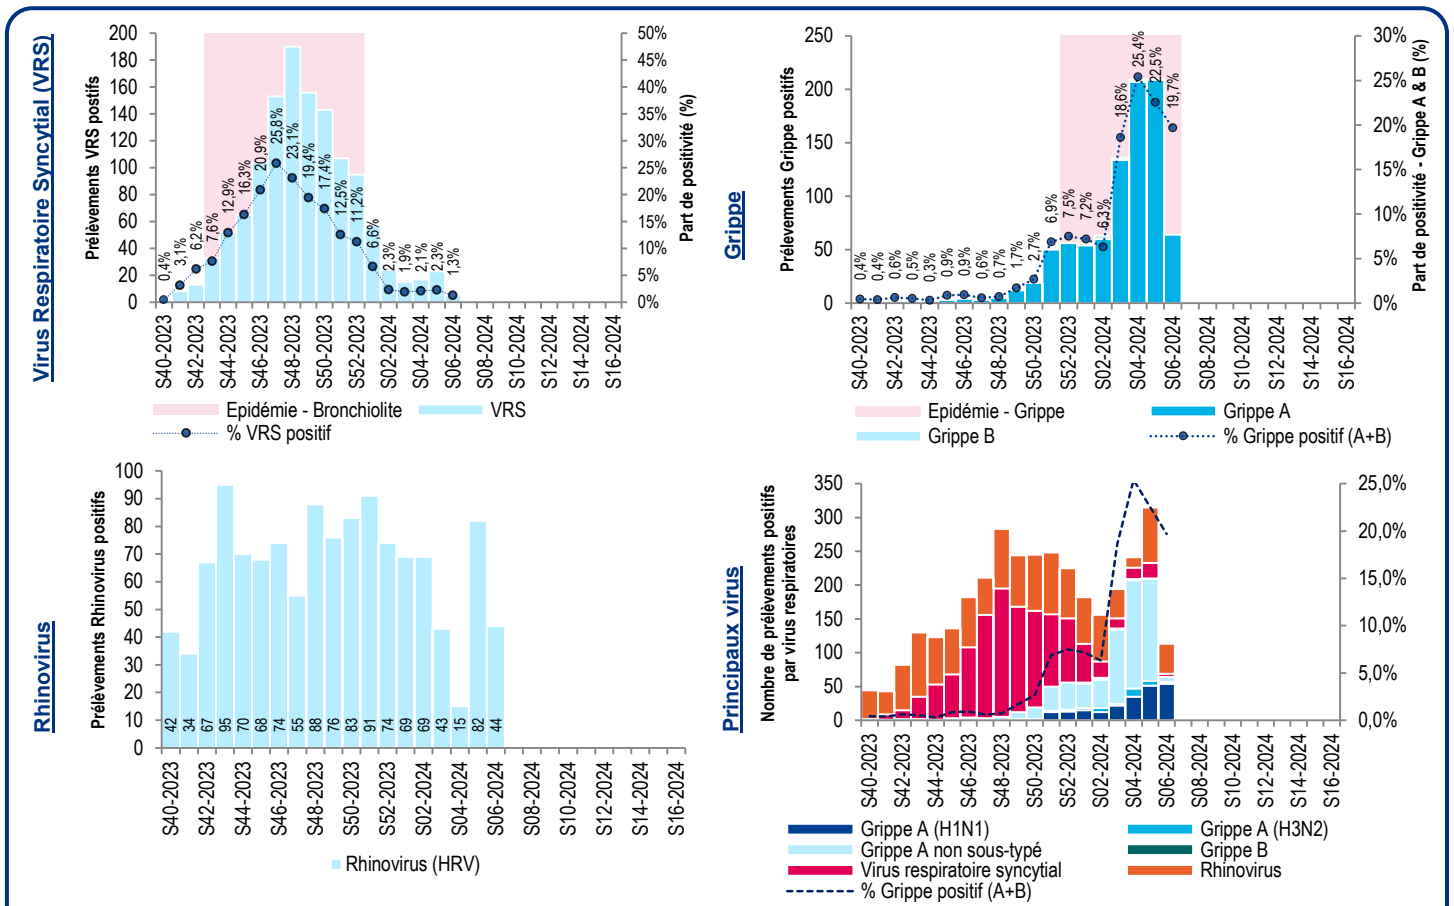 Virus Respiratoire Syncytial (VRS)
Prélèvements VRS postifs
200
180
160
140
120
100
80
60
40
20
0
0,4%
3,1%
6,2%
7,6%
12,9%
16,3%
20,9%
25,8%
23,1%
19,4%
17,4%
12,5%
11,2%
6,6%
2,3%
1,9%
2,1%
2,3%
1,3%
50%
45%
40%
35%
30%
25%
20%
15%
10%
5%
0%
Part de positivité (%)
S40-2023
S42-2023
S44-2023
S46-2023
S48-2023
S50-2023
S52-2023
S02-2024
S04-2024
S06-2024
S08-2024
S10-2024
S12-2024
S14-2024
S16-2024
Epidémie - Bronchiolite
VRS
% VRS positif
Grippe
Prélevements Grippe positifs
250
200
150
100
50
0
0,4%
0,4%
0,6%
0,5%
0,3%
0,9%
0,9%
0,6%
0,7%
1,7%
2,7%
6,9%
7,5%
7,2%
6,3%
18,6%
25,4%
22,5%
19,7%
30%
25%
20%
15%
10%
5%
0%
Part de positivité - Grippe A & B (%)
S40-2023
S42-2023
S44-2023
S46-2023
S48-2023
S50-2023
S52-2023
S02-2024
S04-2024
S06-2024
S08-2024
S10-2024
S12-2024
S14-2024
S16-2024
Epidémie - Grippe
Grippe A
Grippe B
% Grippe positif (A+B)
Rhinovirus
Prélèvements Rhinovirus positifs
100
90
80
70
60
50
40
30
20
10
0
42
34
67
95
70
68
74
55
88
76
83
91
74
69
69
43
15
82
44
S40-2023
S42-2023
S44-2023
S46-2023
S48-2023
S50-2023
S52-2023
S02-2024
S04-2024
S06-2024
S08-2024
S10-2024
S12-2024
S14-2024
S16-2024
Rhinovirus (HRV)
Principaux virus
Nombre de prélèvements positifs
par virus respiratoires
350
300
250
200
150
100
50
0
25,0%
20,0%
15,0%
10,0%
5,0%
0,0%
S40-2023
S42-2023
S44-2023
S46-2023
S48-2023
S50-2023
S52-2023
S02-2024
S04-2024
S06-2024
S08-2024
S10-2024
S12-2024
S14-2024
S16-2024
Grippe A (H1N1)
Grippe A (H3N2)
Grippe A non sous-typé
Grippe B
Virus respiratoire syncytial
Rhinovirus
% Grippe positif (A+B)